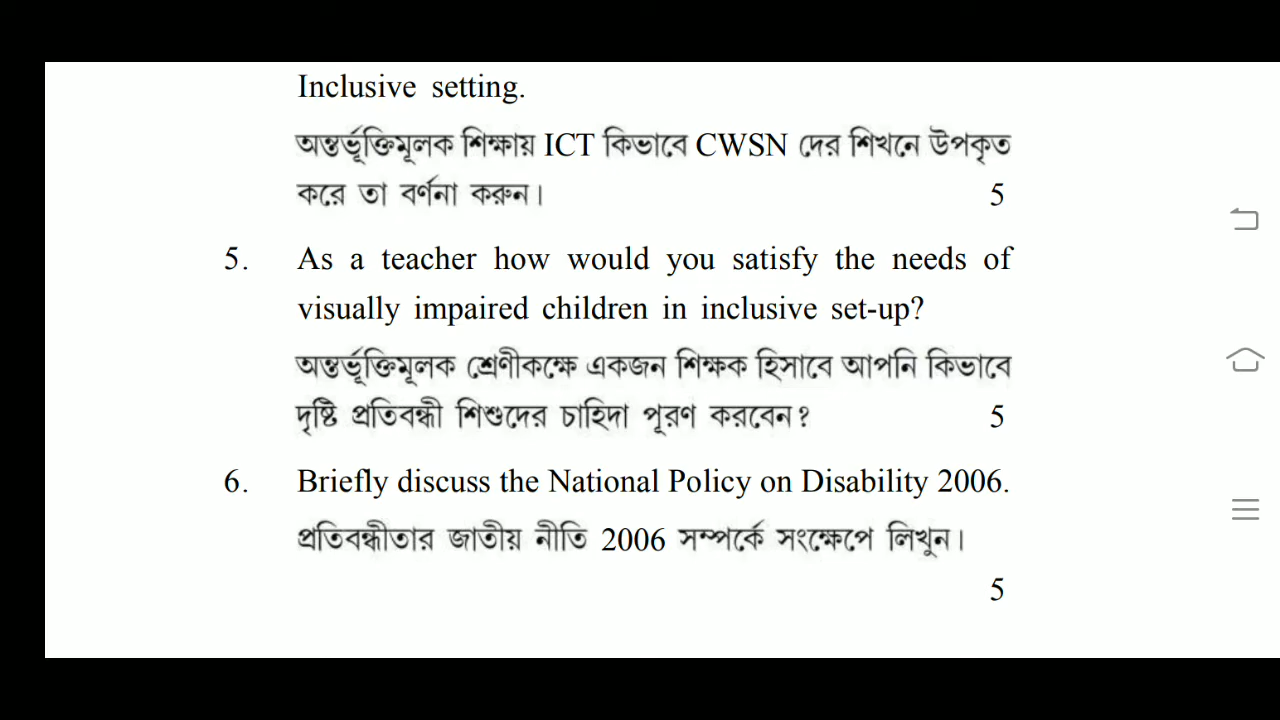 Inclusive setting.
অন্তর্ভূক্তিমূলক শিক্ষায় ICT কিভাবে CWSN দের শিখনে উপকৃত
করে তা বর্ণনা করুন। 5
5. As a teacher how would you satisfy the needs of
visually impaired children in inclusive set-up?
অন্তর্ভূক্তিমূলক শ্রেণীকক্ষে একজন শিক্ষক হিসাবে আপনি কিভাবে
দৃষ্টি প্রতিবন্ধী শিশুদের চাহিদা পূরণ করবেন? 5
6. Briefly discuss the National Policy on Disability 2006.
প্রতিবন্ধীতার জাতীয় নীতি 2006 সম্পর্কে সংক্ষেপে লিখুন।
5